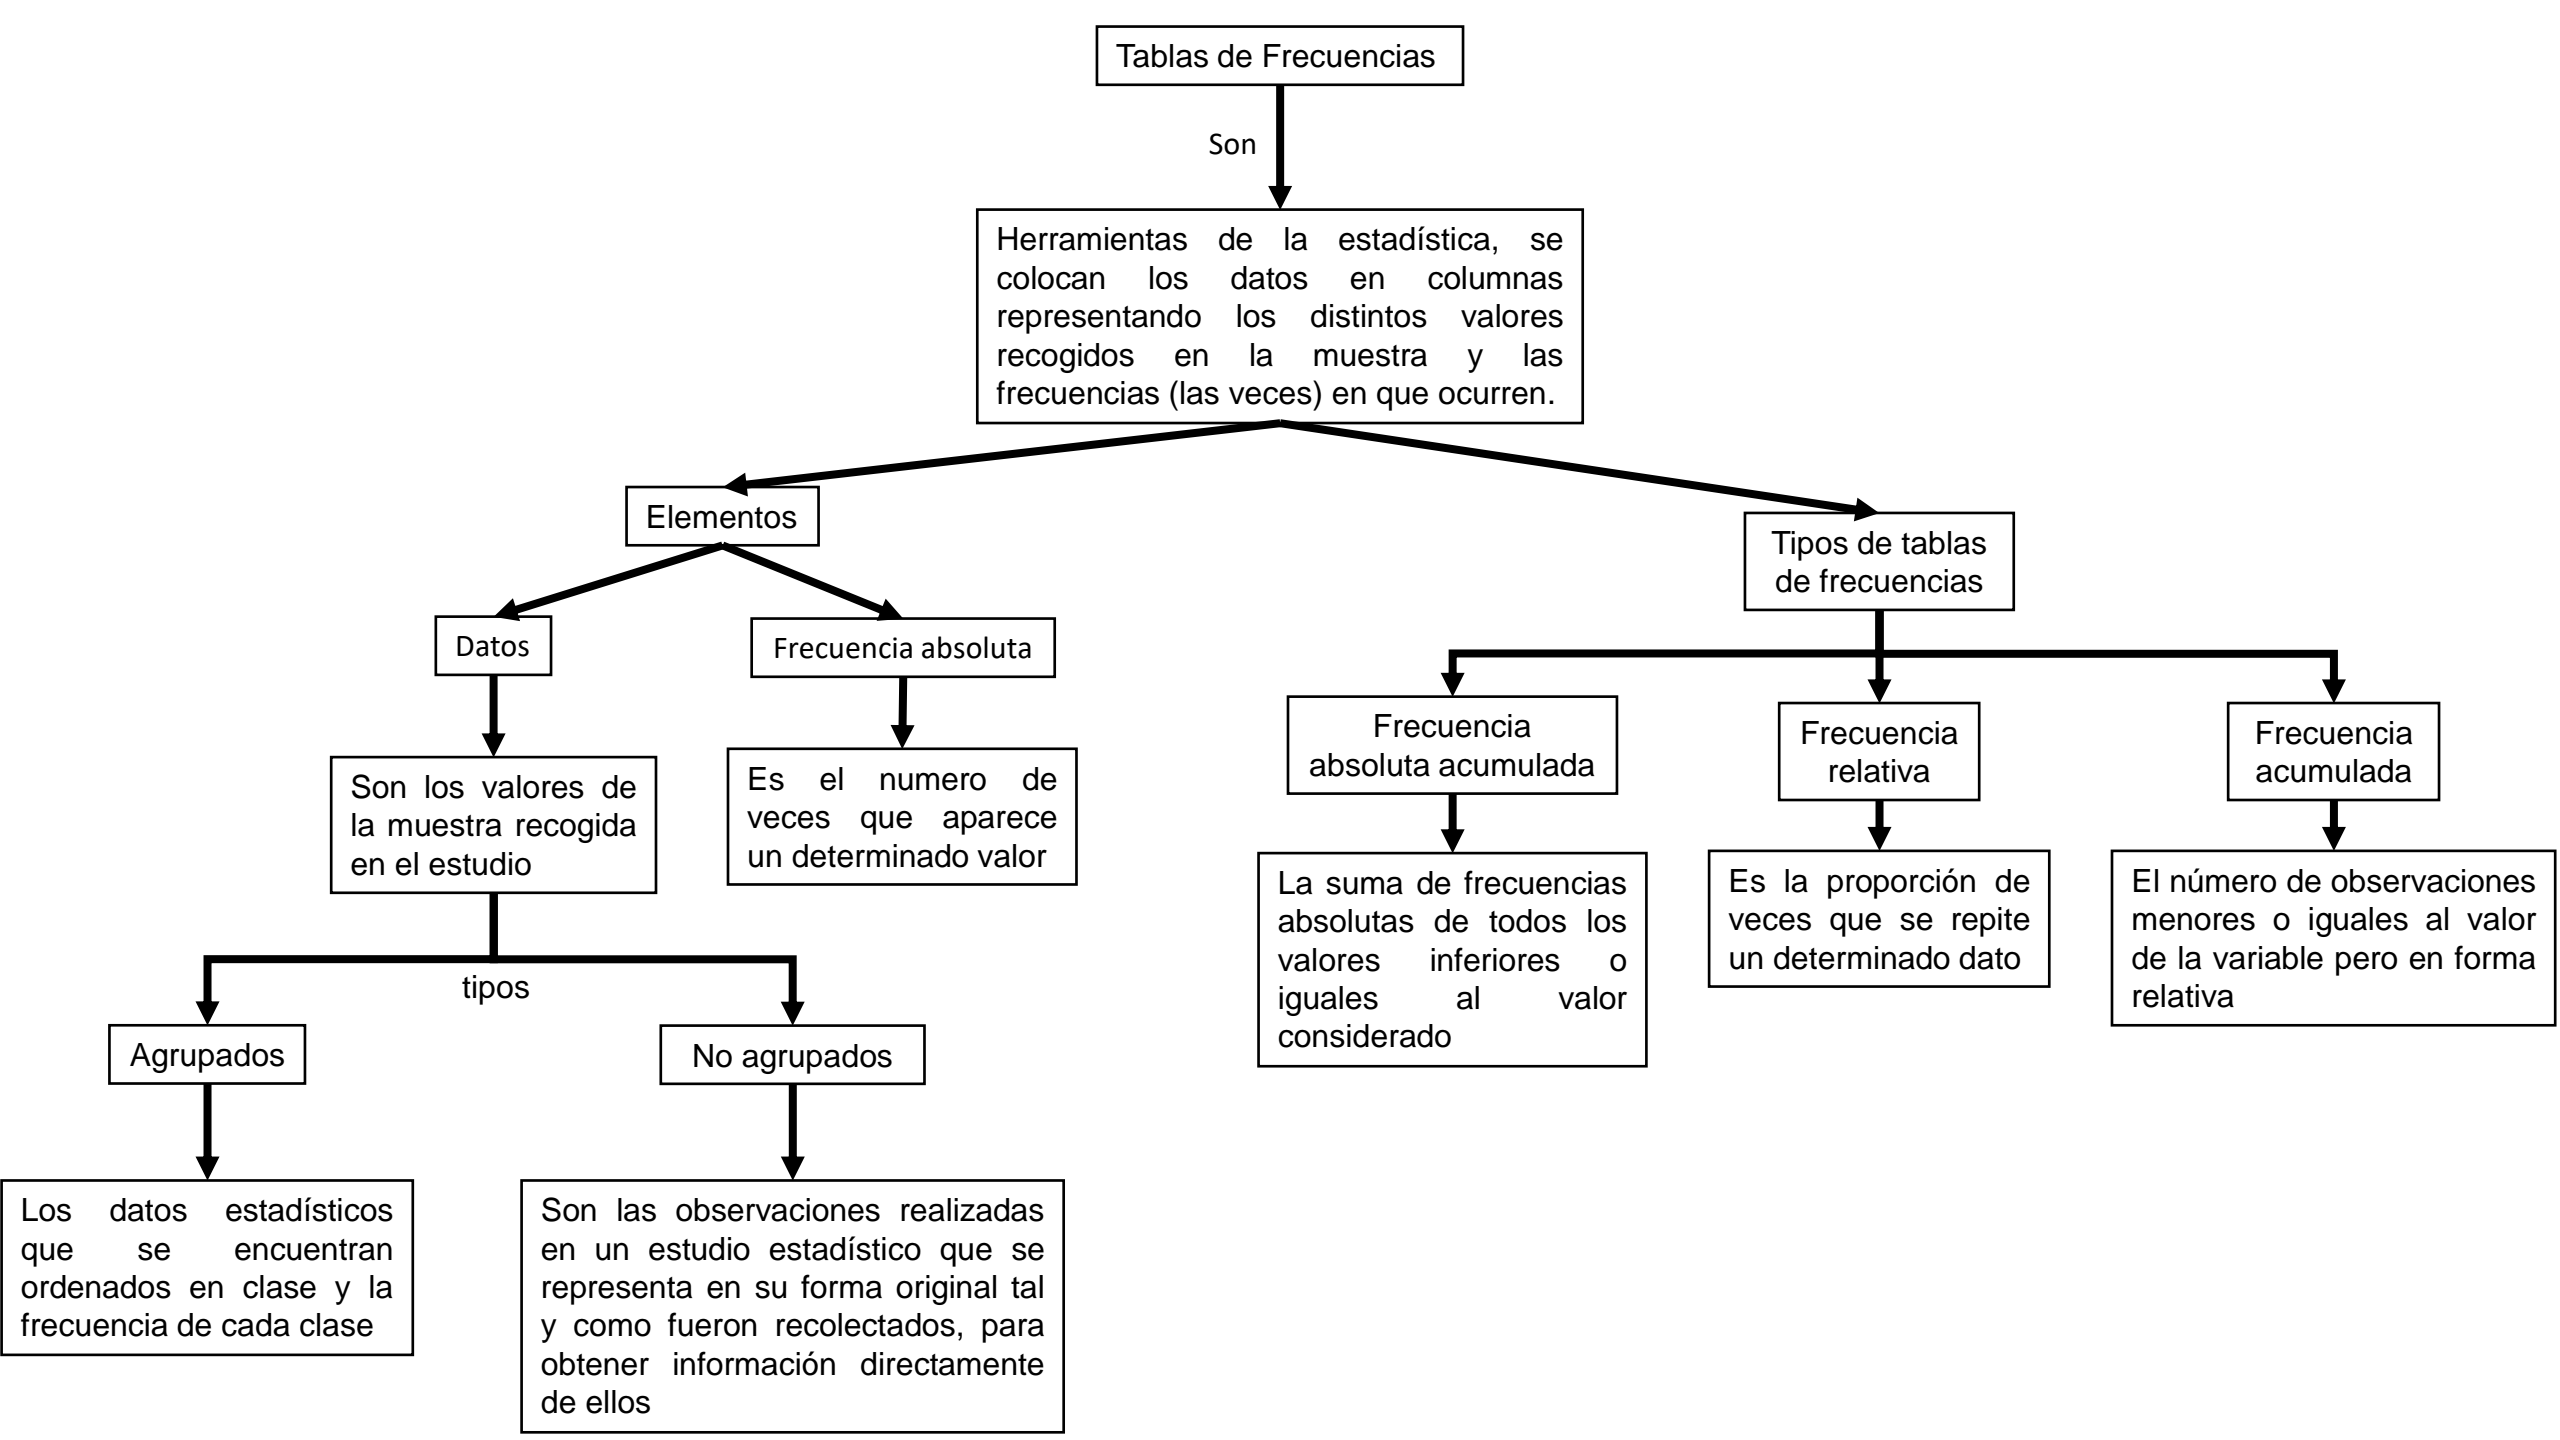 Tablas de Frecuencias
Son
Herramientas de la estadística, se
colocan los datos en columnas
representando los distintos valores
recogidos en la muestra y las
frecuencias (las veces) en que ocurren.
Elementos
Tipos de tablas
de frecuencias
Datos
Frecuencia absoluta
Son los valores de
la muestra recogida
en el estudio
Es el numero de
veces que aparece
un determinado valor
Frecuencia
absoluta acumulada
Frecuencia
relativa
Frecuencia
acumulada
La suma de frecuencias
absolutas de todos los
valores inferiores o
iguales al valor
considerado
Es la proporción de
veces que se repite
un determinado dato
El número de observaciones
menores o iguales al valor
de la variable pero en forma
relativa
tipos
Agrupados
No agrupados
Los datos estadísticos
que se encuentran
ordenados en clase y la
frecuencia de cada clase
Son las observaciones realizadas
en un estudio estadístico que se
representa en su forma original tal
y como fueron recolectados, para
obtener información directamente
de ellos